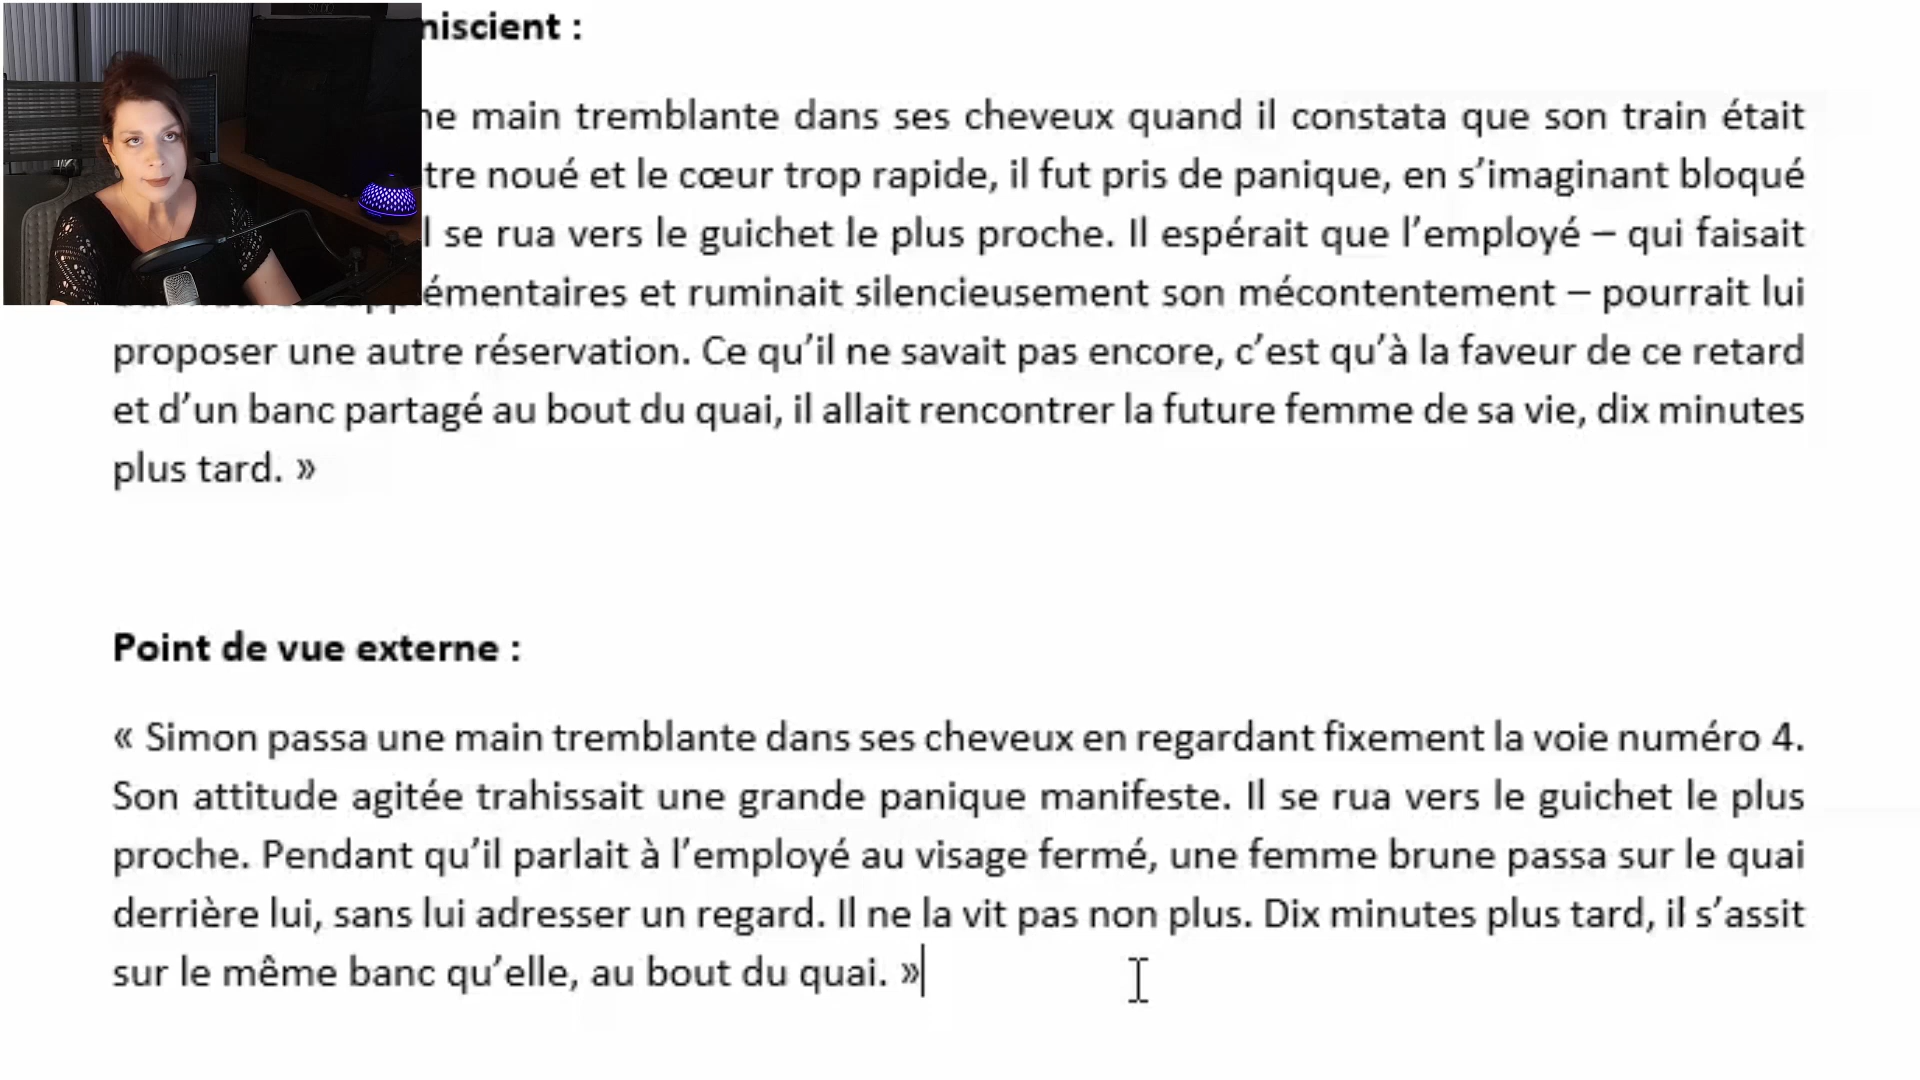 niscient :
ne main tremblante dans ses cheveux quand il constata que son train était
tre noué et le cœur trop rapide, il fut pris de panique, en s’imaginant bloqué
l se rua vers le guichet le plus proche. Il espérait que l’employé – qui faisait
émentaires et ruminait silencieusement son mécontentement – pourrait lui
proposer une autre réservation. Ce qu’il ne savait pas encore, c’est qu’à la faveur de ce retard
et d’un banc partagé au bout du quai, il allait rencontrer la future femme de sa vie, dix minutes
plus tard. »
Point de vue externe :
« Simon passa une main tremblante dans ses cheveux en regardant fixement la voie numéro 4.
Son attitude agitée trahissait une grande panique manifeste. Il se rua vers le guichet le plus
proche. Pendant qu’il parlait à l’employé au visage fermé, une femme brune passa sur le quai
derrière lui, sans lui adresser un regard. Il ne la vit pas non plus. Dix minutes plus tard, il s’assit
sur le même banc qu’elle, au bout du quai. »